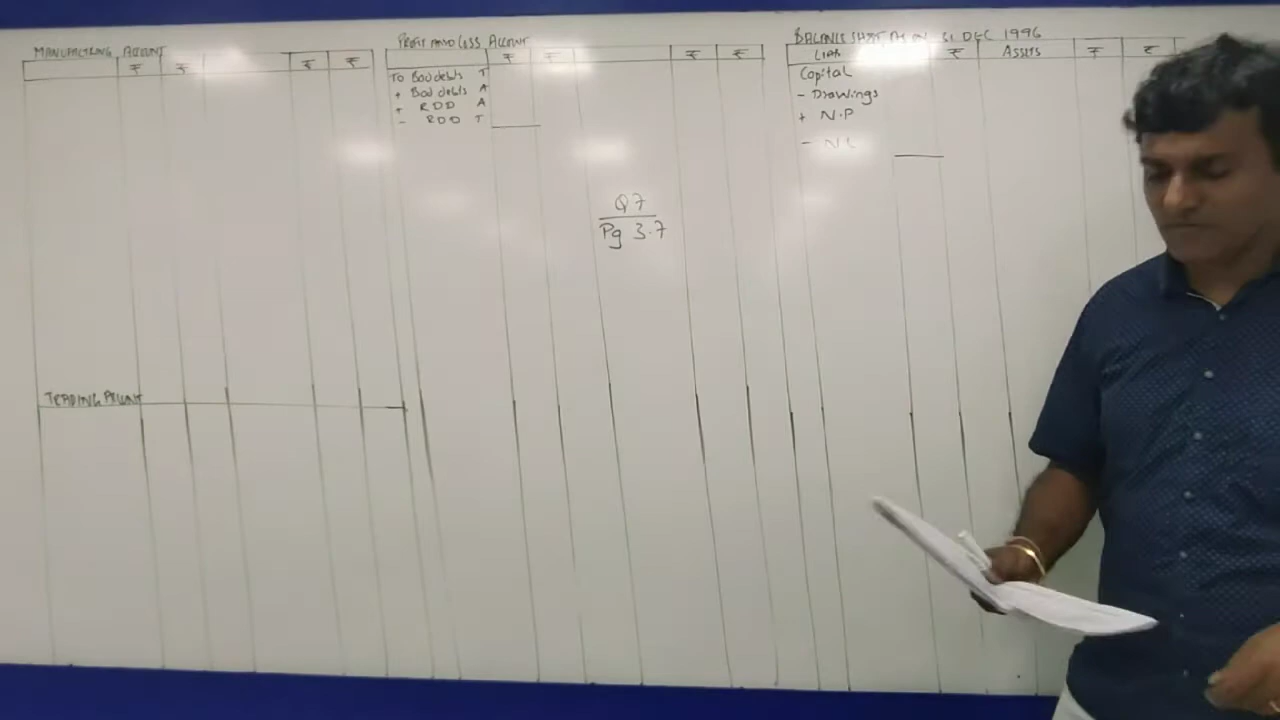 MANUFACTURING ACCOUNT
₹ ₹ ₹ ₹
TRADING ACCOUNT
PROFIT AND LOSS ACCOUNT
₹ ₹ ₹ ₹
To Bad debts T
+ Bad debts A
+ RDD A
- RDD T
Q7
Pg 3.7
BALANCE SHEET AS ON 31 DEC 1996
LIAB ₹ ASSETS ₹ ₹
Capital
- Drawings
+ N.P
- NL